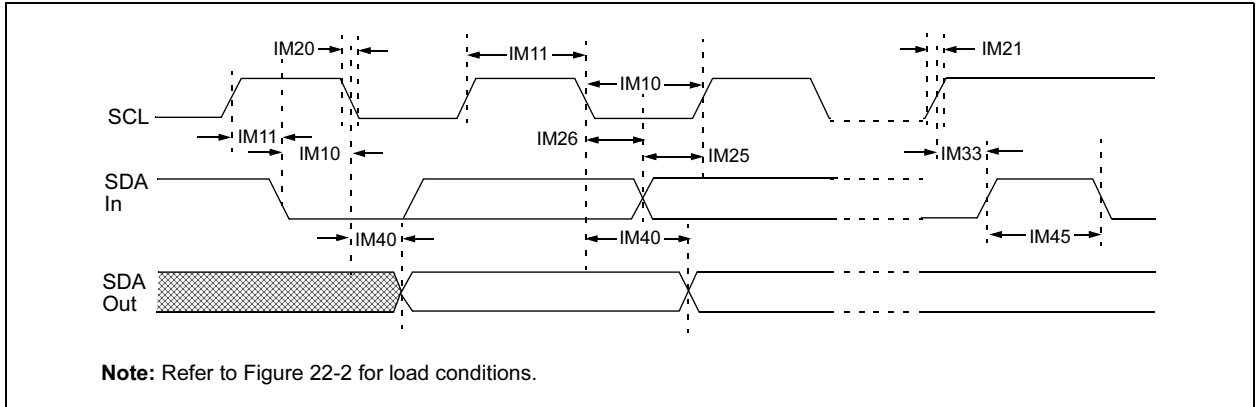 IM20
IM11
IM21
IM10
SCL
IM11
IM26
IM10
IM25
IM33
SDA
In
IM40
IM40
IM45
SDA
Out
Note: Refer to Figure 22-2 for load conditions.